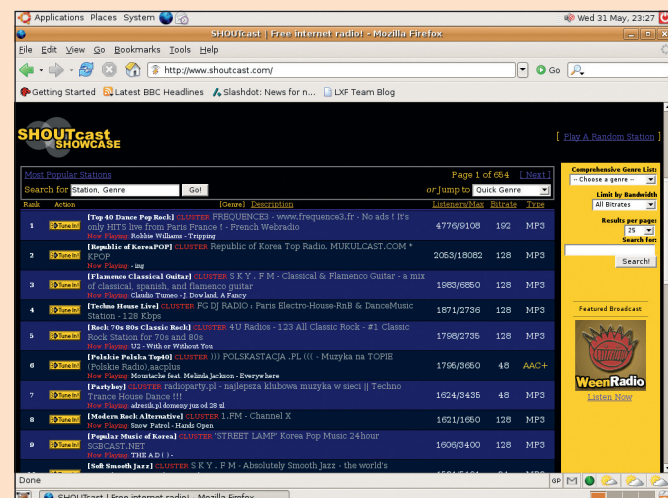 Applications Places System
Wed 31 May, 23:27
SHOUTcast | Free internet radio! - Mozilla Firefox
File Edit View Go Bookmarks Tools Help
http://www.shoutcast.com/
Go
Getting Started Latest BBC Headlines Slashdot: News for n... LXF Team Blog
SHOUTcast
SHOWCASE
[ Play A Random Station ]
Most Popular Stations Page 1 of 654 [ Next ]
Search for Station, Genre Go! or Jump to Quick Genre
Rank Action [Genre] Description Listeners/Max Bitrate Type
1 Tune In! [Top 40 Dance Pop Rock] CLUSTER FREQUENCE3 - www.frequence3.fr - No ads ! It's
only HITS live from Paris France ! - French Webradio 4776/9108 192 MP3
Now Playing: Robbie Williams - Tripping
2 Tune In! [Republic of KoreaPOP] CLUSTER Republic of Korea Top Radio. MUKULCAST.COM *
KPOP 2053/18082 128 MP3
Now Playing: - ing
3 Tune In! [Flamenco Classical Guitar] CLUSTER S K Y . F M - Classical & Flamenco Guitar - a mix
of classical, spanish, and flamenco guitar 1983/6850 128 MP3
Now Playing: Claudio Tumeo - J. Dowland. A Fancy
4 Tune In! [Techno House Live] CLUSTER FG DJ RADIO : Paris Electro-House-RnB & DanceMusic
Station - 128 Kbps 1871/2736 128 MP3
5 Tune In! [Rock 70s 80s Classic Rock] CLUSTER 4U Radios - 123 All Classic Rock - #1 Classic
Rock Station for 70s and 80s 1798/2735 128 MP3
Now Playing: U2 - With or Without You
6 Tune In! [Polskie Polska Top40] CLUSTER ))) POLSKASTACJA .PL ((( - Muzyka na TOPIE
(Polskie Radio),aacplus 1795/3650 48 AAC+
Now Playing: Moustache feat. Melinda Jackson - Everywhere
7 Tune In! [Partyboy] CLUSTER radioparty.pl - najlepsza klubowa muzyka w sieci || Techno
Trance House Dance !!! 1624/3435 48 MP3
Now Playing: adresik.pl domeny juz od 28 zl
8 Tune In! [Modern Rock Alternative] CLUSTER 1.FM - Channel X 1621/1650 128 MP3
Now Playing: Snow Patrol - Hands Open
9 Tune In! [Popular Music of Korea] CLUSTER 'STREET LAMP' Korea Pop Music 24hour
SGBCAST.NET 1606/3400 128 MP3
Now Playing: THE A D ( ) -
[Soft Smooth Jazz] CLUSTER S K Y . F M - Absolutely Smooth Jazz - the world's
Comprehensive Genre List:
-- Choose a genre --
Limit by Bandwidth
All Bitrates
Results per page:
25
Search for:
Search!
Featured Broadcast
WeenRadio
Listen Now
Done
GP
SHOUTcast | Free internet radio! - Mozilla Firefox